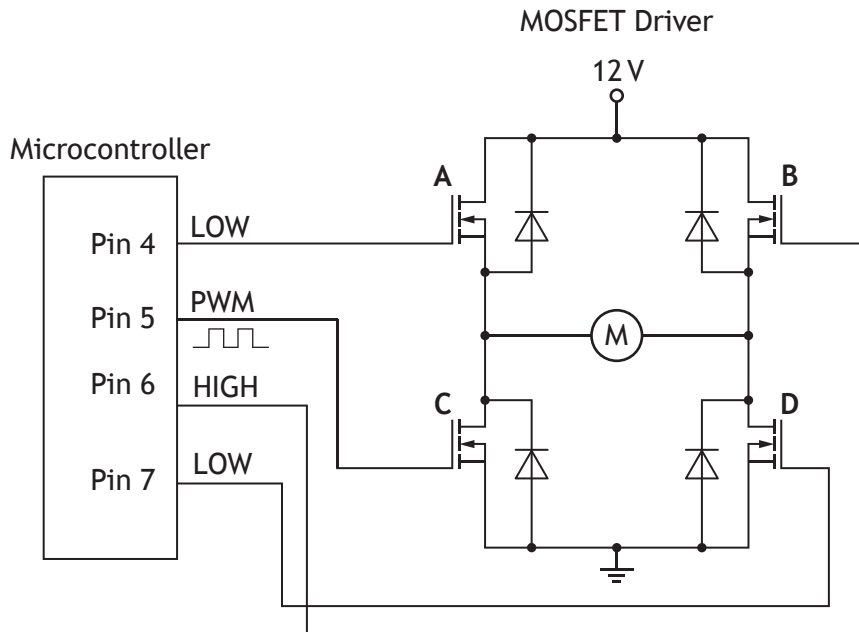 MOSFET Driver
12 V
Microcontroller
A
B
Pin 4
LOW
Pin 5
PWM
M
Pin 6
HIGH
C
D
Pin 7
LOW